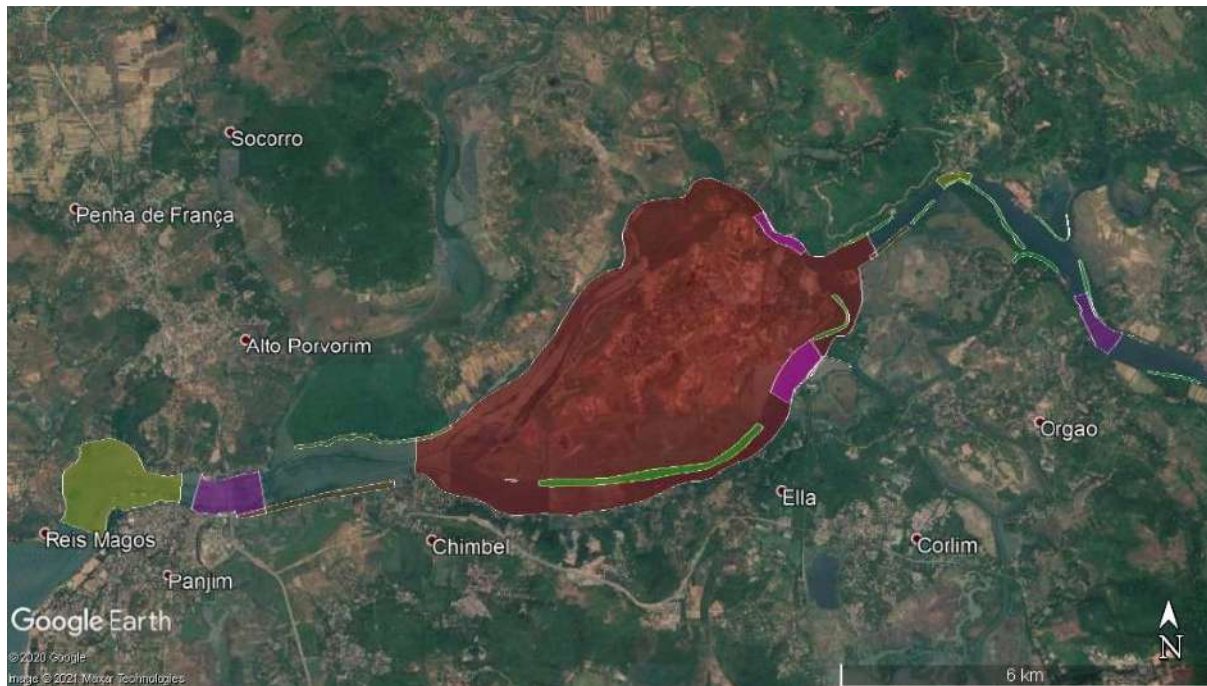 Socorro
Penha de França
Alto Porvorim
Orgao
Ella
Reis Magos
Chimbel
Corlim
Panjim
Google Earth
N
© 2020 Google
Image © 2021 Maxar Technologies
6 km